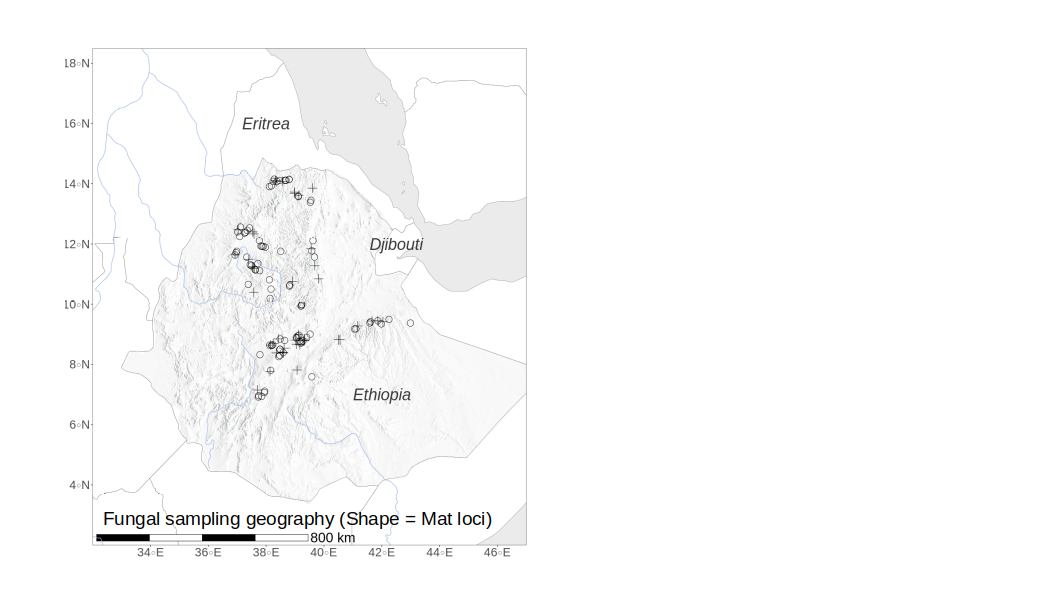 18◦N
16◦N
Eritrea
14◦N
12◦N
Djibouti
10◦N
8◦N
Ethiopia
6◦N
4◦N
Fungal sampling geography (Shape = Mat loci)
800 km
34◦E 36◦E 38◦E 40◦E 42◦E 44◦E 46◦E